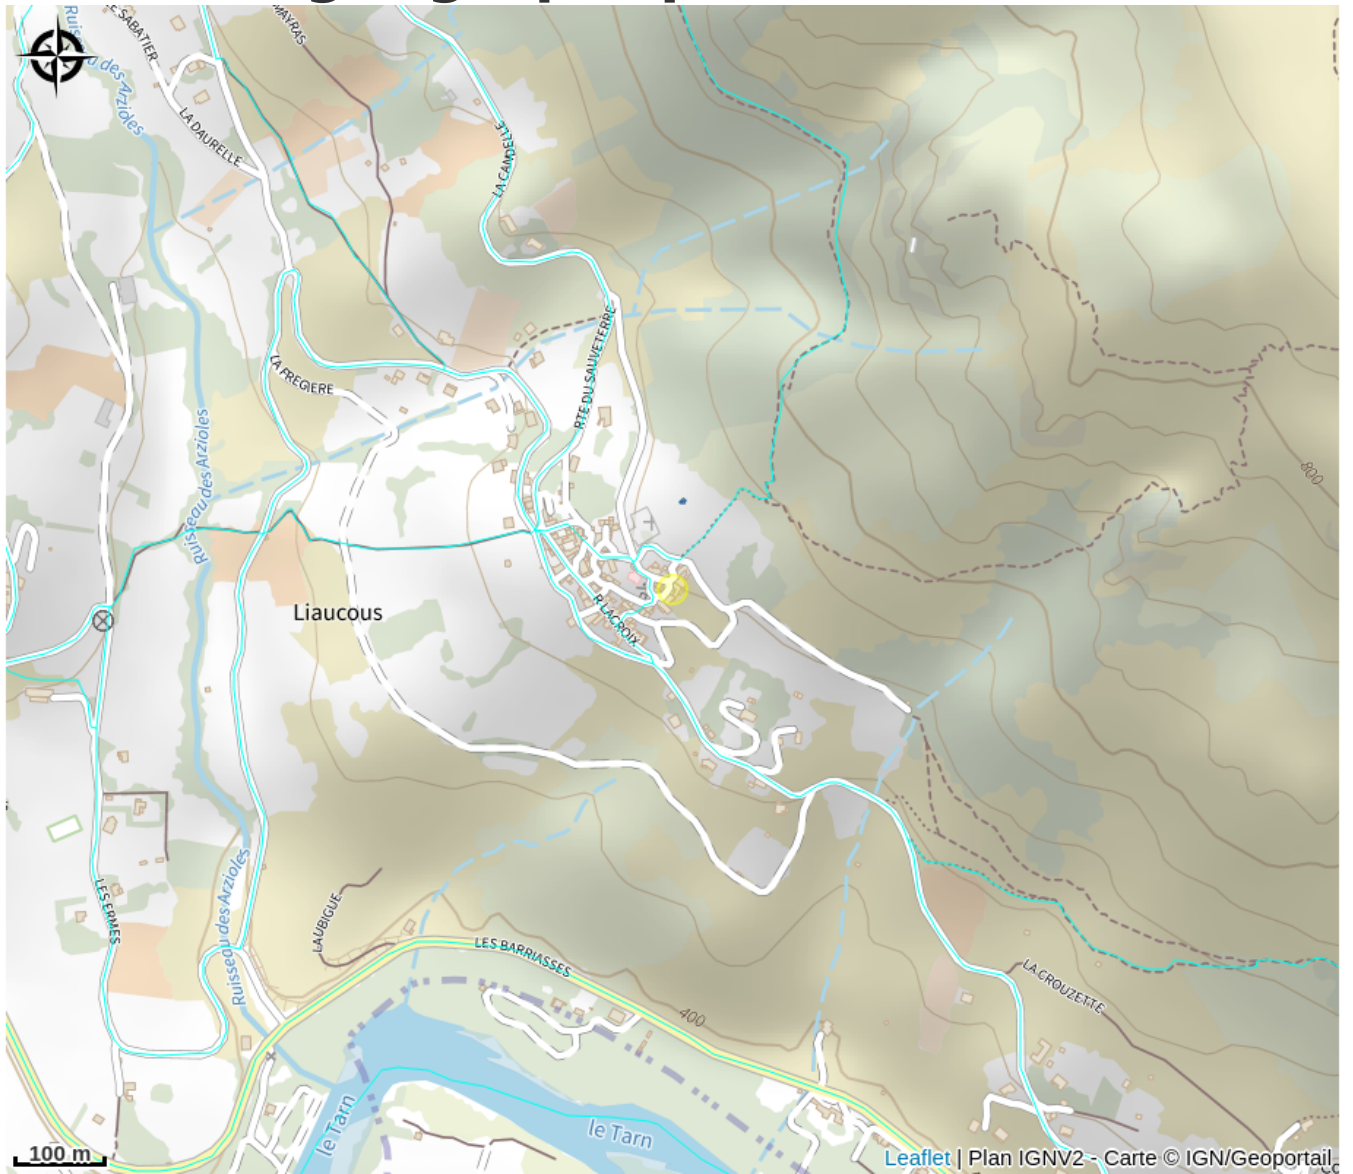 LE SABATIER
MAYRAS
Ruisseau des Arzioles
LA DAURELLE
LA CANDELLE
RTE DU SAUVETERRE
LA FREGIERE
Ruisseau des Arzioles
800
Liaucous
R LACROIX
LES ERMES
LAUBIGUE
Ruisseau des Arzioles
LES BARRIASSES
LA CROUZETTE
400
le Tarn
le Tarn
100 m
Leaflet | Plan IGNV2 - Carte © IGN/Geoportail